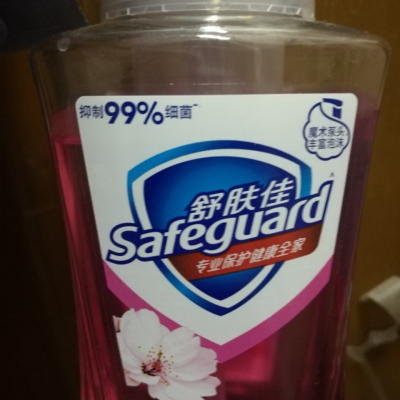 抑制99%细菌
魔术泵头
丰富泡沫
舒肤佳
Safeguard
专业保护健康全家